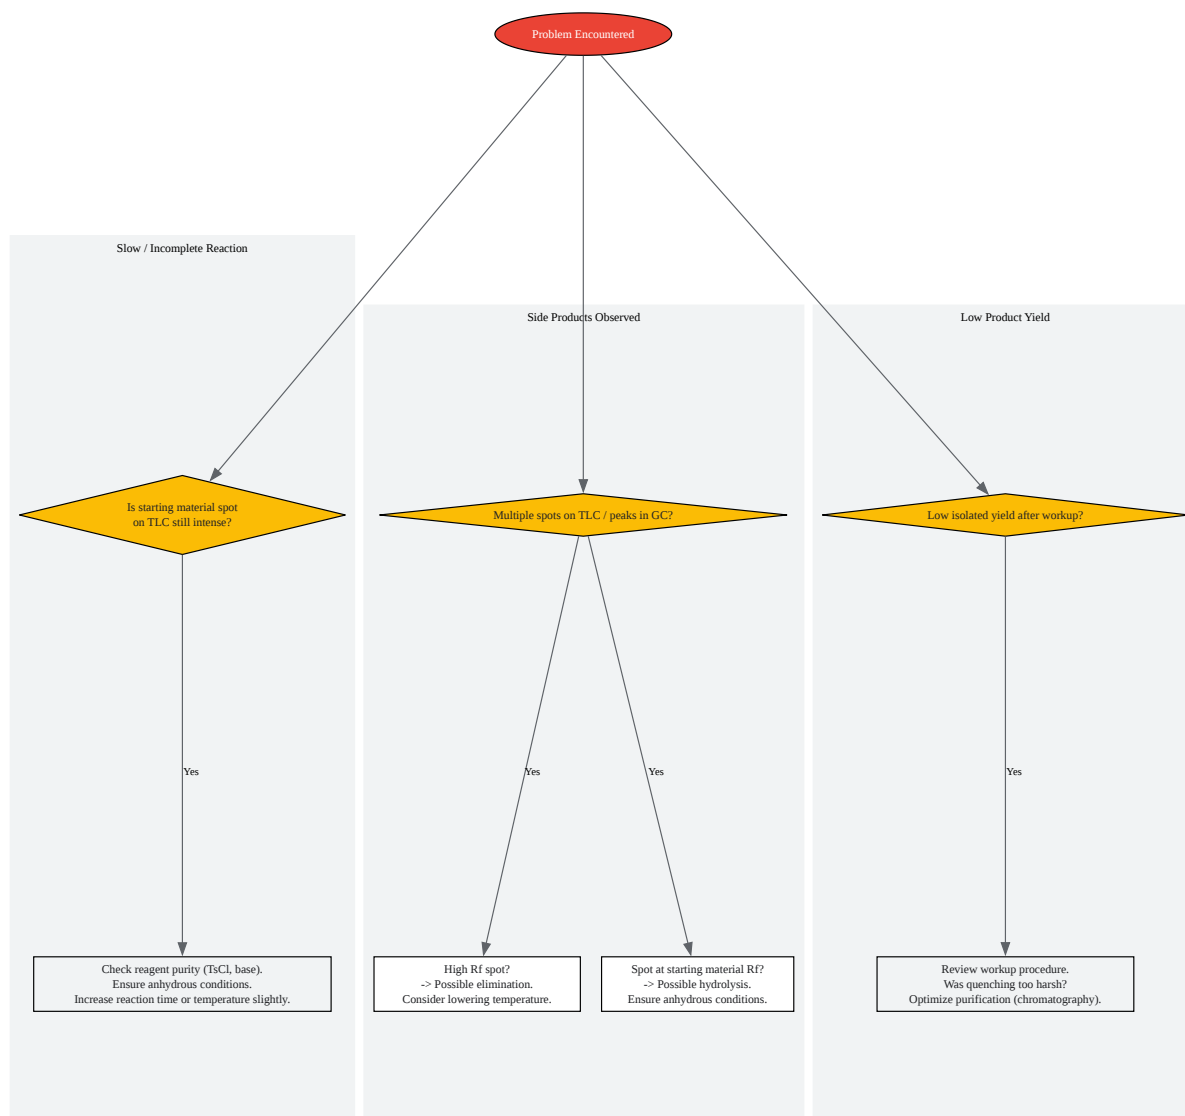 Problem Encountered
Slow / Incomplete Reaction
Side Products Observed
Low Product Yield
Is starting material spot
on TLC still intense?
Multiple spots on TLC / peaks in GC?
Low isolated yield after workup?
Yes
Yes
Yes
Yes
Check reagent purity (TsCl, base).
Ensure anhydrous conditions.
Increase reaction time or temperature slightly.
High Rf spot?
-> Possible elimination.
Consider lowering temperature.
Spot at starting material Rf?
-> Possible hydrolysis.
Ensure anhydrous conditions.
Review workup procedure.
Was quenching too harsh?
Optimize purification (chromatography).